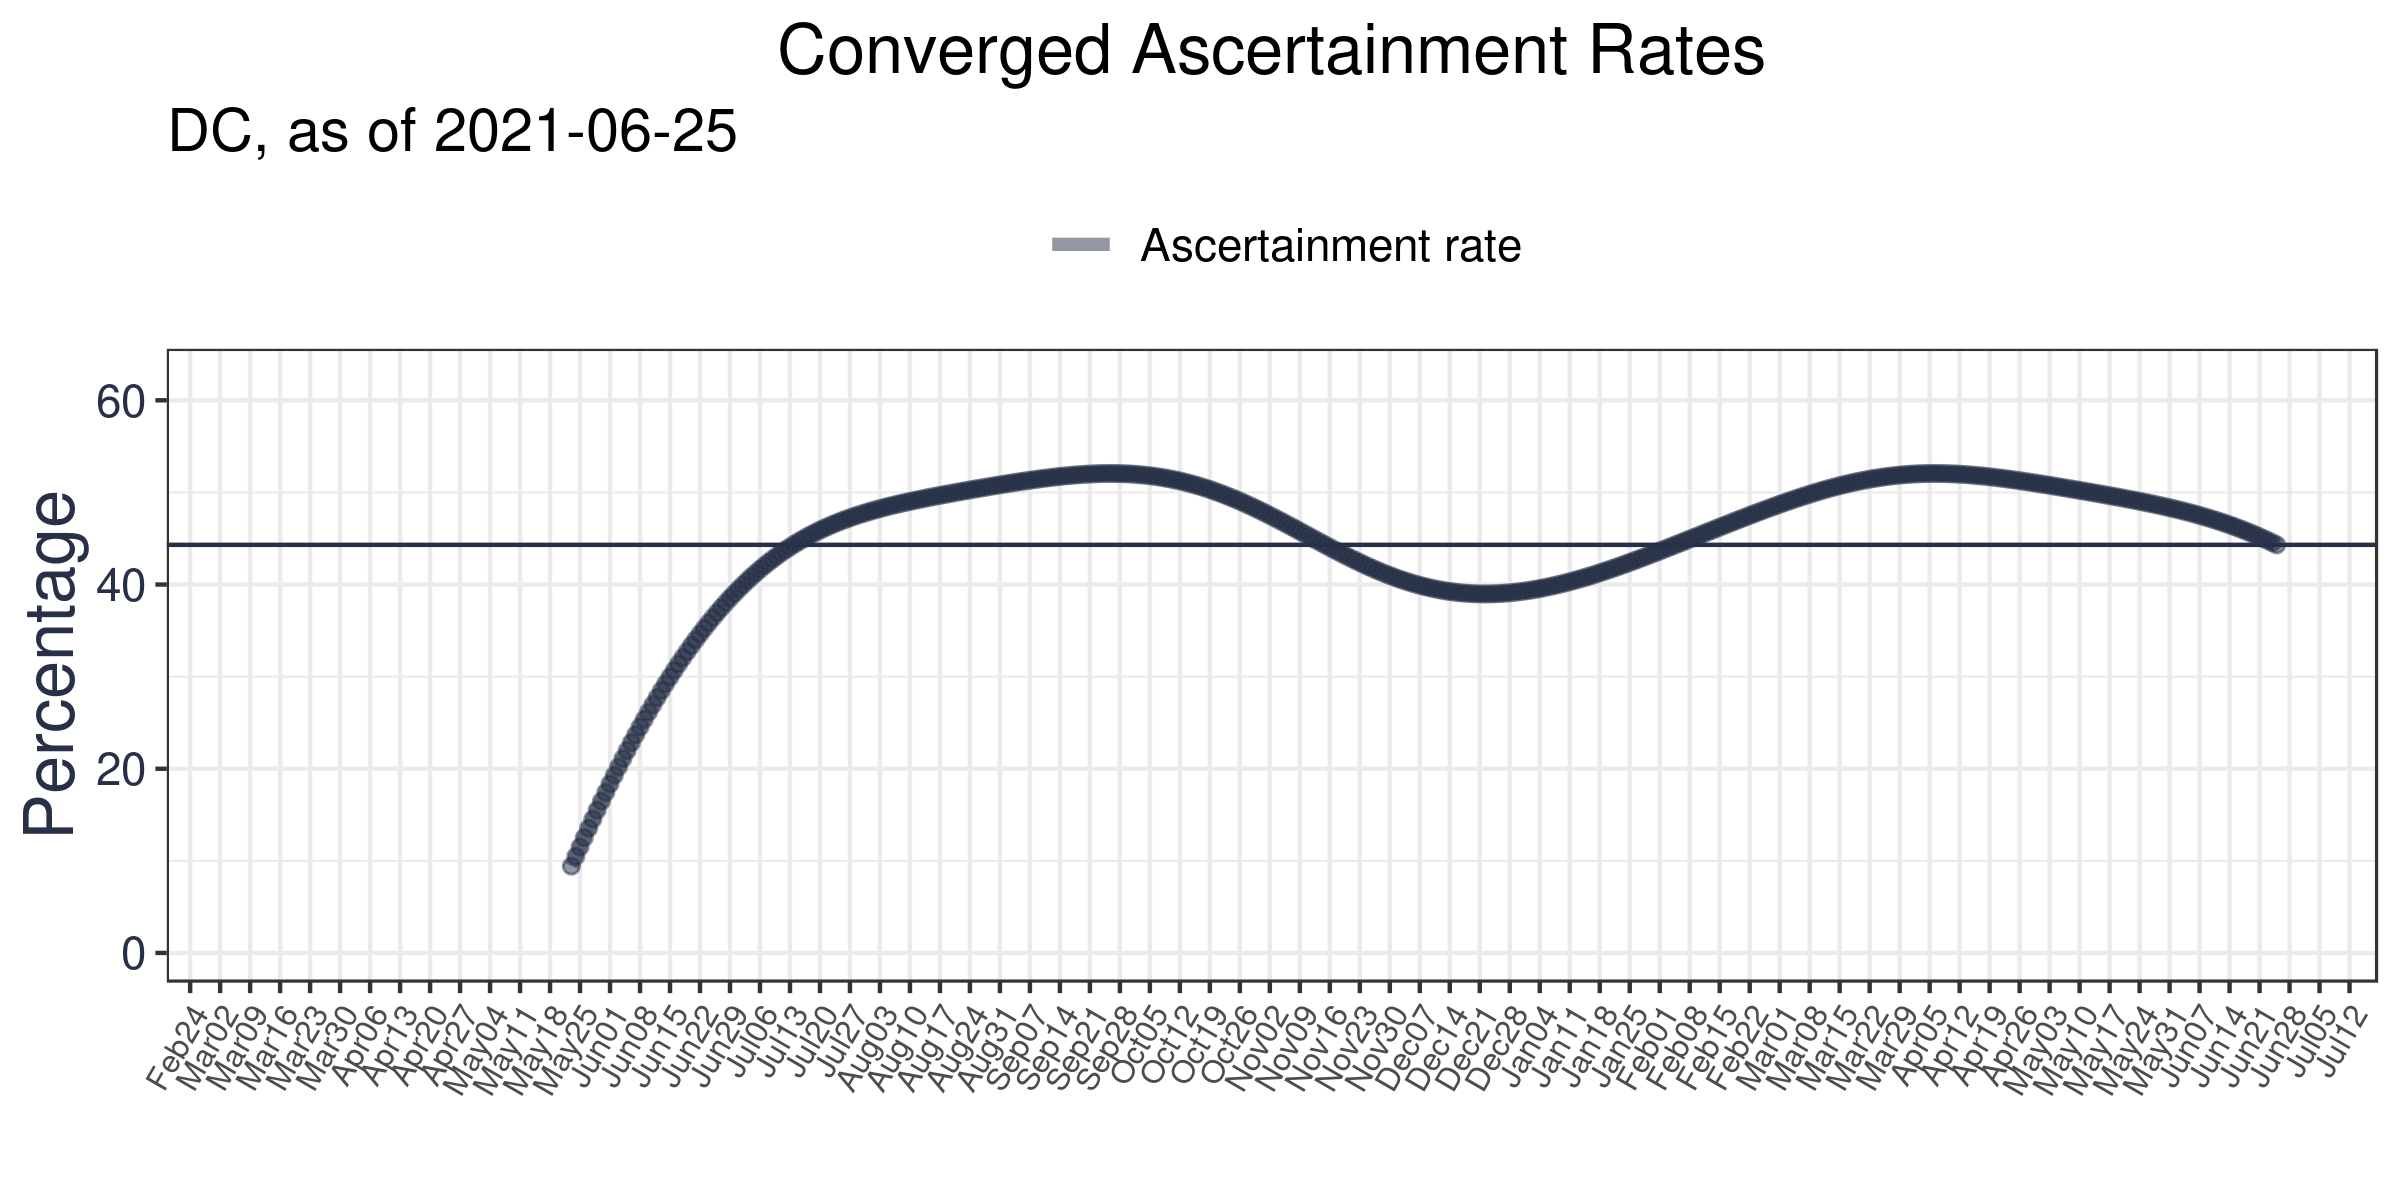 Converged Ascertainment Rates
DC, as of 2021-06-25
Ascertainment rate
Percentage
60
40
20
0
Feb24 Mar02 Mar09 Mar16 Mar23 Mar30 Apr06 Apr13 Apr20 Apr27 May04 May11 May18 May25 Jun01 Jun08 Jun15 Jun22 Jun29 Jul06 Jul13 Jul20 Jul27 Aug03 Aug10 Aug17 Aug24 Aug31 Sep07 Sep14 Sep21 Sep28 Oct05 Oct12 Oct19 Oct26 Nov02 Nov09 Nov16 Nov23 Nov30 Dec07 Dec14 Dec21 Dec28 Jan04 Jan11 Jan18 Jan25 Feb01 Feb08 Feb15 Feb22 Mar01 Mar08 Mar15 Mar22 Mar29 Apr05 Apr12 Apr19 Apr26 May03 May10 May17 May24 May31 Jun07 Jun14 Jun21 Jun28 Jul05 Jul12